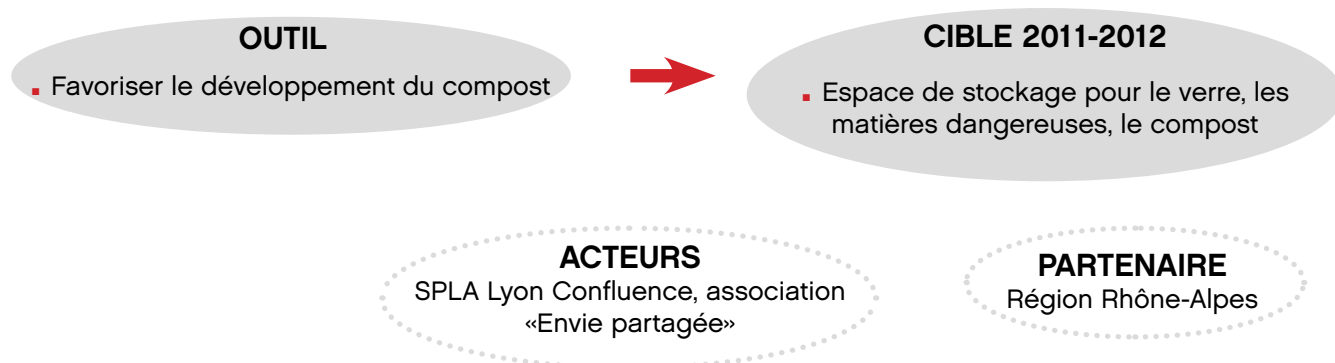 OUTIL
▪ Favoriser le développement du compost
CIBLE 2011-2012
▪ Espace de stockage pour le verre, les
matières dangereuses, le compost
ACTEURS
SPLA Lyon Confluence, association
«Envie partagée»
PARTENAIRE
Région Rhône-Alpes